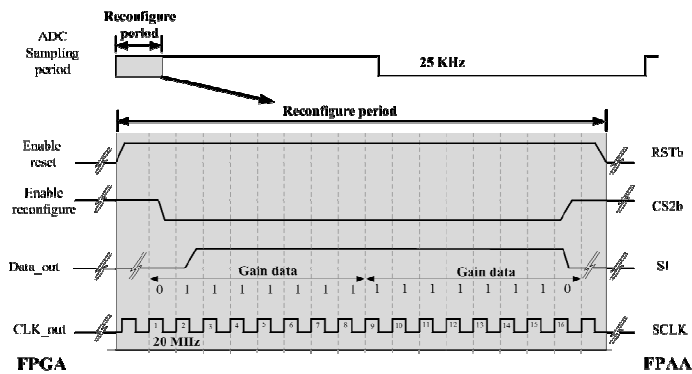 Reconfigure
period
ADC
Sampling
period
25 KHz
Reconfigure period
Enable
reset
RSTb
Enable
reconfigure
CS2b
Data_out
Gain data
Gain data
SI
0 1 1 1 1 1 1 1 1 1 1 1 1 1 1 0
CLK_out
1 2 3 4 5 6 7 8 9 10 11 12 13 14 15 16
SCLK
20 MHz
FPGA
FPAA